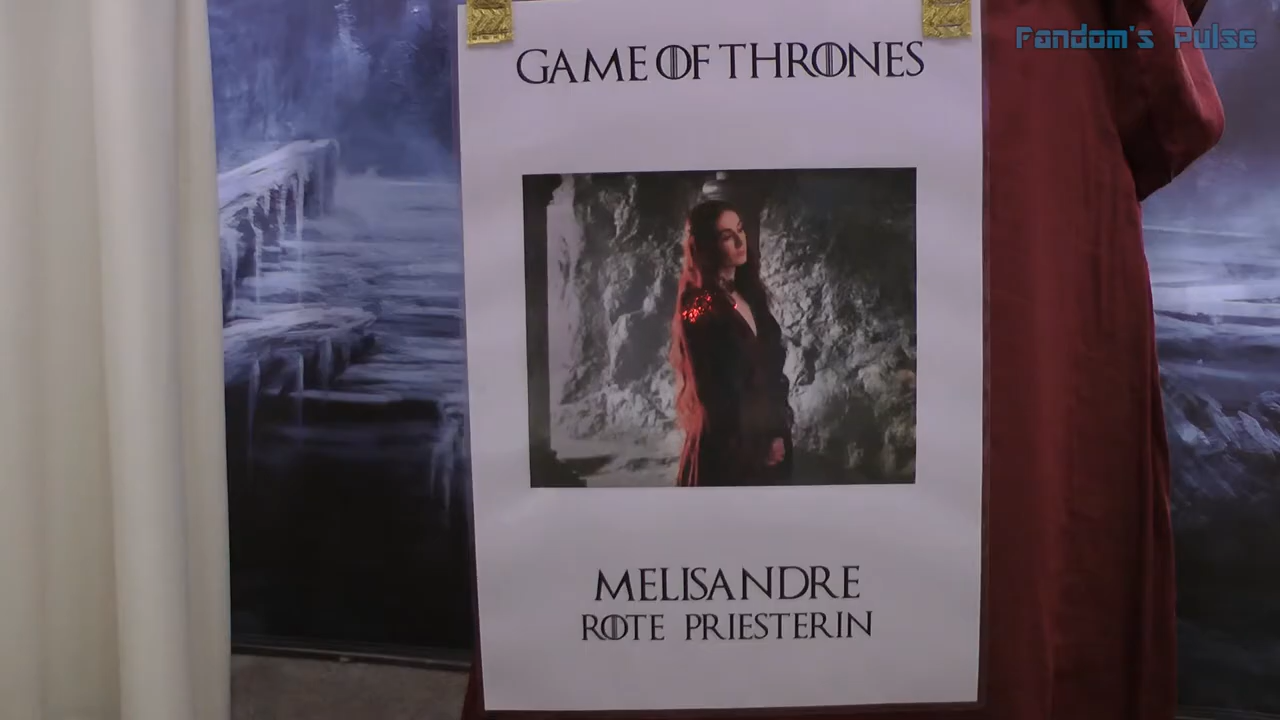 Fandom's Pulse
GAME OF THRONES
MELISANDRE
ROTE PRIESTERIN